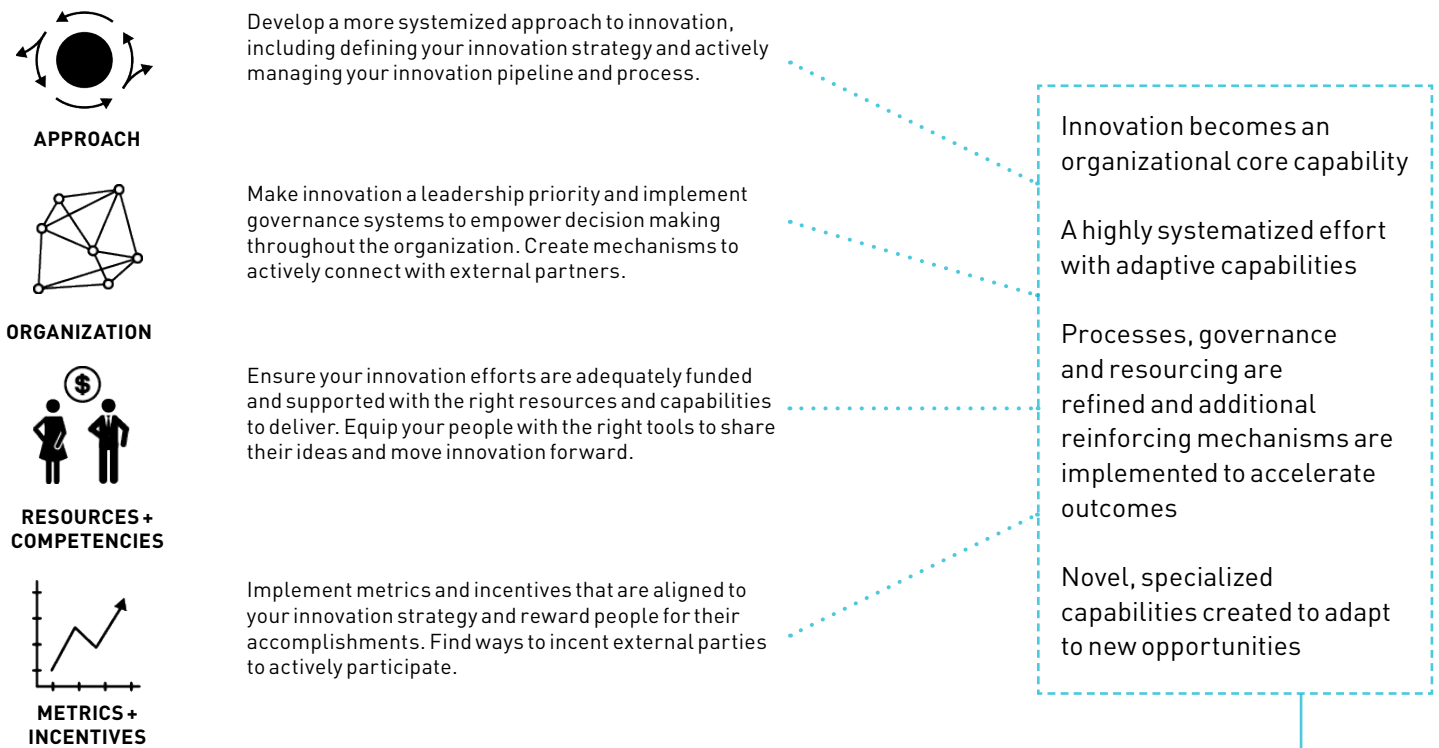 Develop a more systemized approach to innovation,
including defining your innovation strategy and actively
managing your innovation pipeline and process.
APPROACH
Make innovation a leadership priority and implement
governance systems to empower decision making
throughout the organization. Create mechanisms to
actively connect with external partners.
ORGANIZATION
$
Ensure your innovation efforts are adequately funded
and supported with the right resources and capabilities
to deliver. Equip your people with the right tools to share
their ideas and move innovation forward.
RESOURCES +
COMPETENCIES
Implement metrics and incentives that are aligned to
your innovation strategy and reward people for their
accomplishments. Find ways to incent external parties
to actively participate.
METRICS +
INCENTIVES
Innovation becomes an
organizational core capability
A highly systematized effort
with adaptive capabilities
Processes, governance
and resourcing are
refined and additional
reinforcing mechanisms are
implemented to accelerate
outcomes
Novel, specialized
capabilities created to adapt
to new opportunities